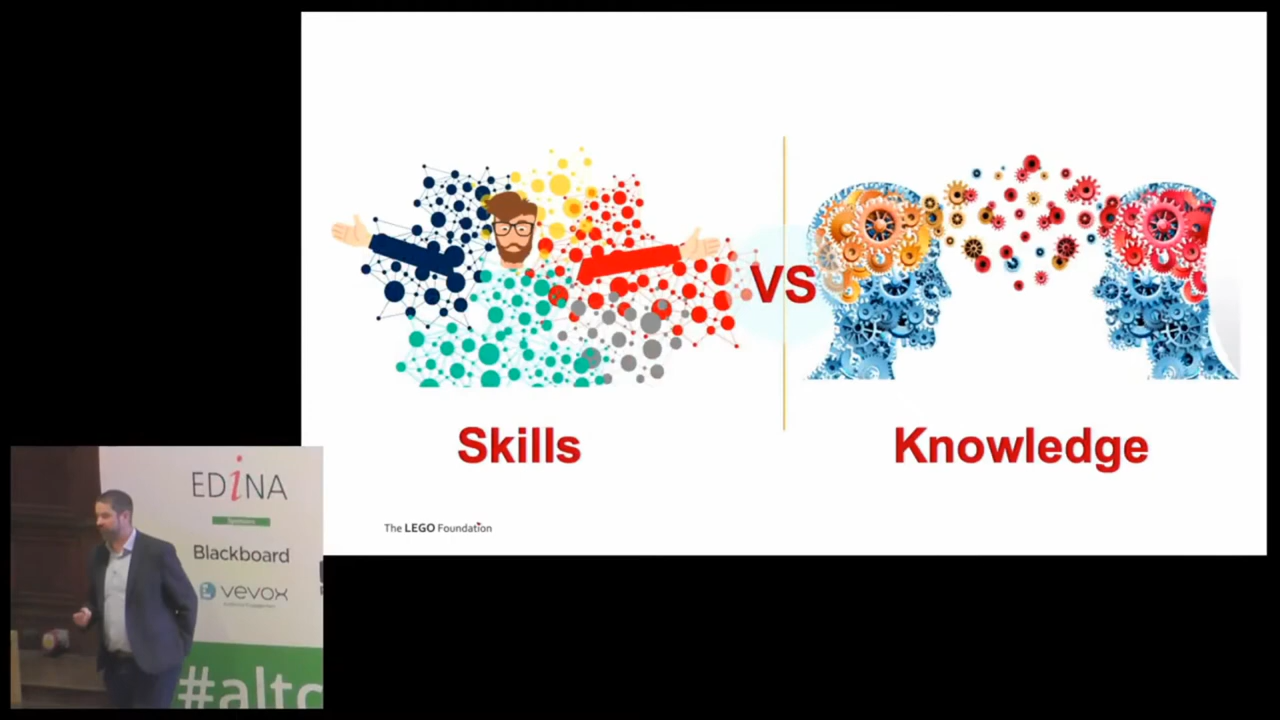 VS
Skills
Knowledge
The LEGO Foundation
EDiNA
Sponsors
Blackboard
vevox
#altc